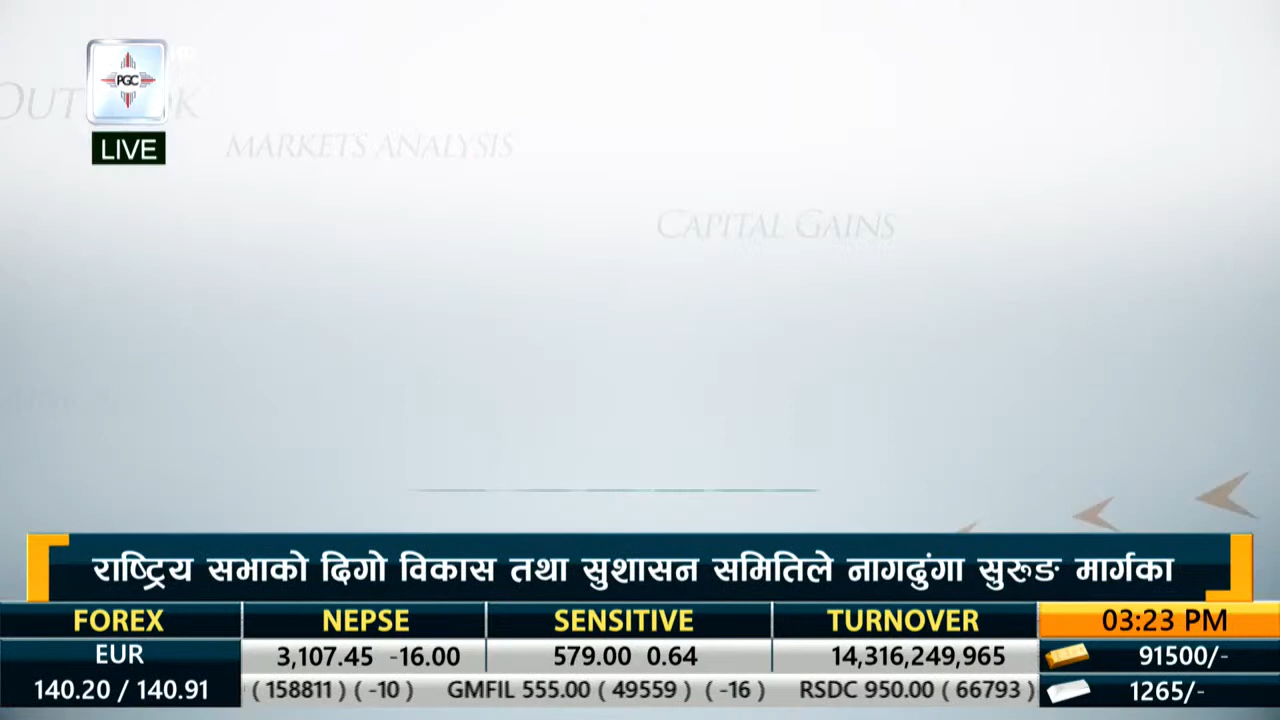 HD
PGC
OUTLOOK
LIVE
MARKETS ANALYSIS
CAPITAL GAINS
राष्ट्रिय सभाको दिगो विकास तथा सुशासन समितिले नागढुंगा सुरुङ मार्गका
FOREX NEPSE SENSITIVE TURNOVER 03:23 PM
EUR 3,107.45 -16.00 579.00 0.64 14,316,249,965 91500/-
140.20 / 140.91 (158811) (-10) GMFIL 555.00 (49559) (-16) RSDC 950.00 (66793) 1265/-